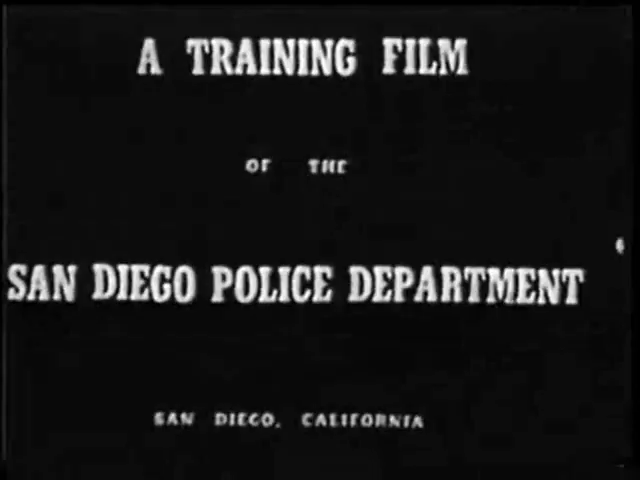 A TRAINING FILM
OF THE
SAN DIEGO POLICE DEPARTMENT
SAN DIEGO, CALIFORNIA